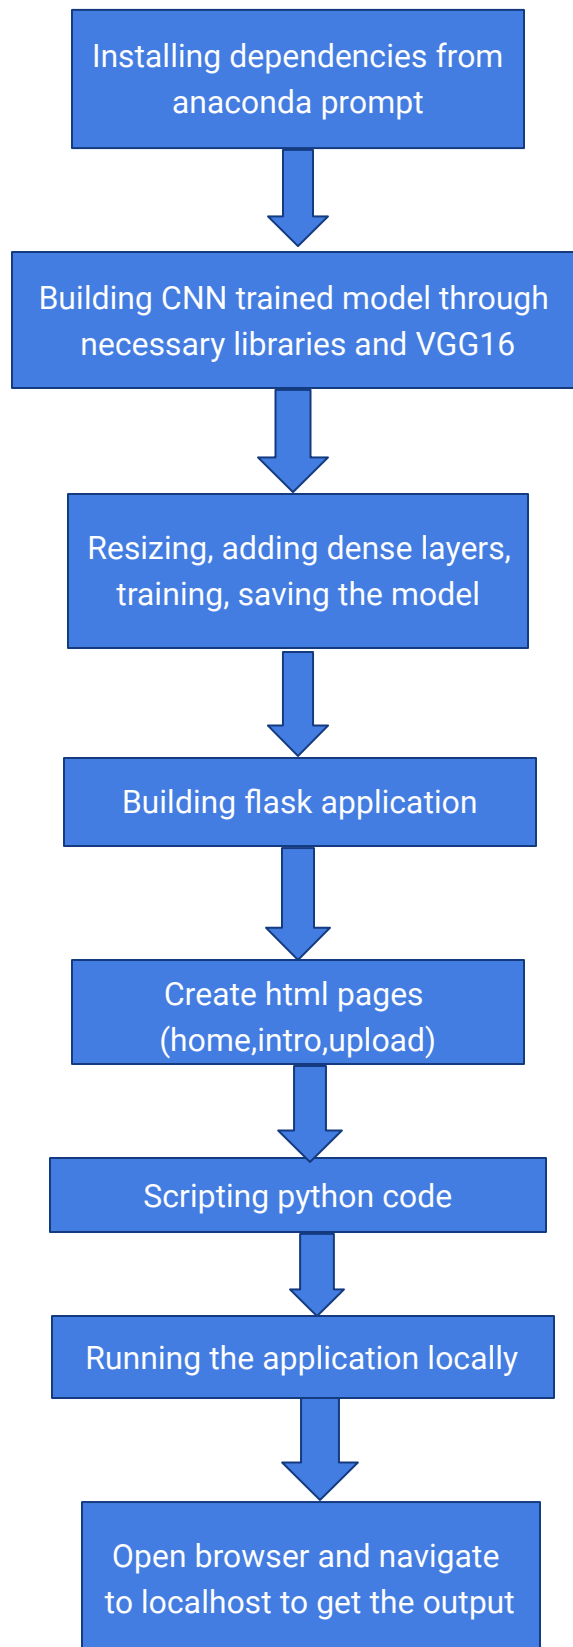 Installing dependencies from
anaconda prompt
Building CNN trained model through
necessary libraries and VGG16
Resizing, adding dense layers,
training, saving the model
Building flask application
Create html pages
(home,intro,upload)
Scripting python code
Running the application locally
Open browser and navigate
to localhost to get the output